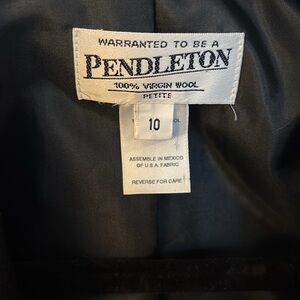 WARRANTED TO BE A
PENDLETON
100% VIRGIN WOOL
PETITE
10
ASSEMBLE IN MEXICO
OF U.S.A. FABRIC
REVERSE FOR CARE